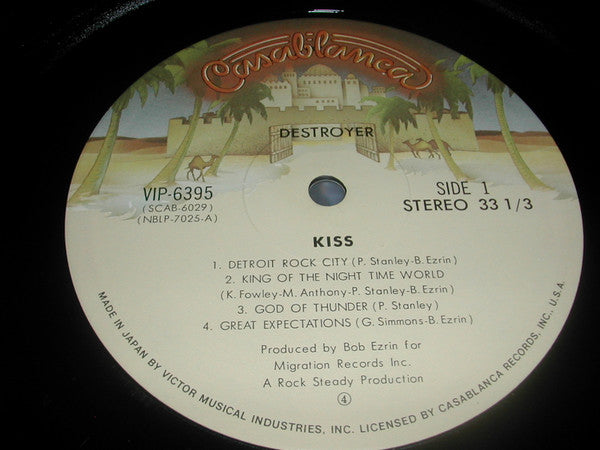 Casablanca
DESTROYER
VIP-6395
(SCAB-6029)
(NBLP-7025-A)
SIDE 1
STEREO 33 1/3
KISS
1. DETROIT ROCK CITY (P. Stanley-B. Ezrin)
2. KING OF THE NIGHT TIME WORLD
(K. Fowley-M. Anthony-P. Stanley-B. Ezrin)
3. GOD OF THUNDER (P. Stanley)
4. GREAT EXPECTATIONS (G. Simmons-B. Ezrin)
Produced by Bob Ezrin for
Migration Records Inc.
A Rock Steady Production
④
MADE IN JAPAN BY VICTOR MUSICAL INDUSTRIES, INC. LICENSED BY CASABLANCA RECORDS, INC. U.S.A.